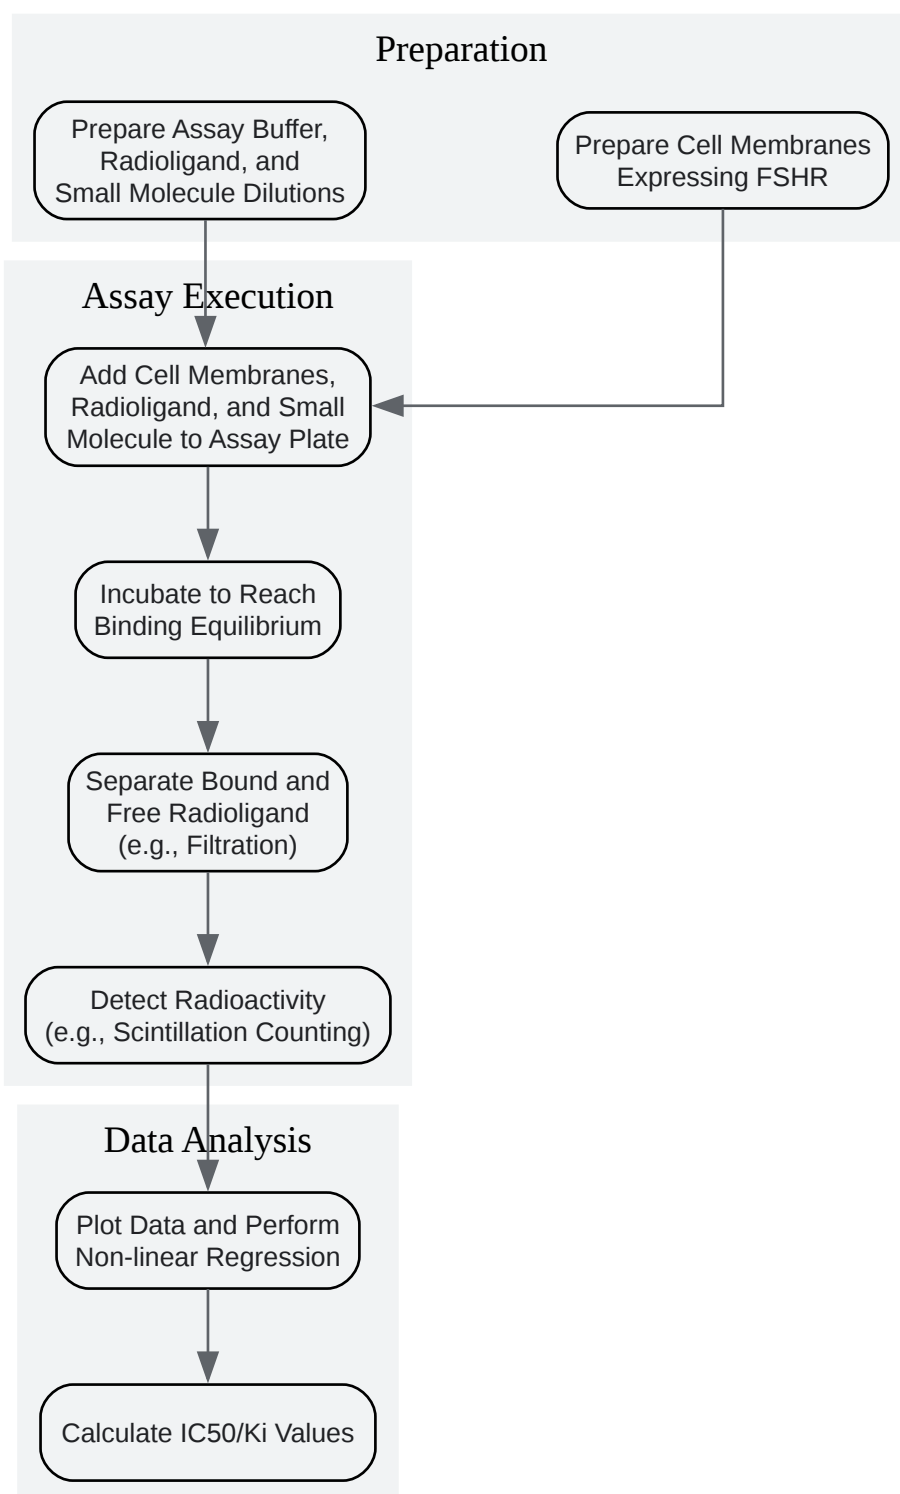 Preparation
Prepare Assay Buffer,
Radioligand, and
Small Molecule Dilutions
Prepare Cell Membranes
Expressing FSHR
Assay Execution
Add Cell Membranes,
Radioligand, and Small
Molecule to Assay Plate
Incubate to Reach
Binding Equilibrium
Separate Bound and
Free Radioligand
(e.g., Filtration)
Detect Radioactivity
(e.g., Scintillation Counting)
Data Analysis
Plot Data and Perform
Non-linear Regression
Calculate IC50/Ki Values